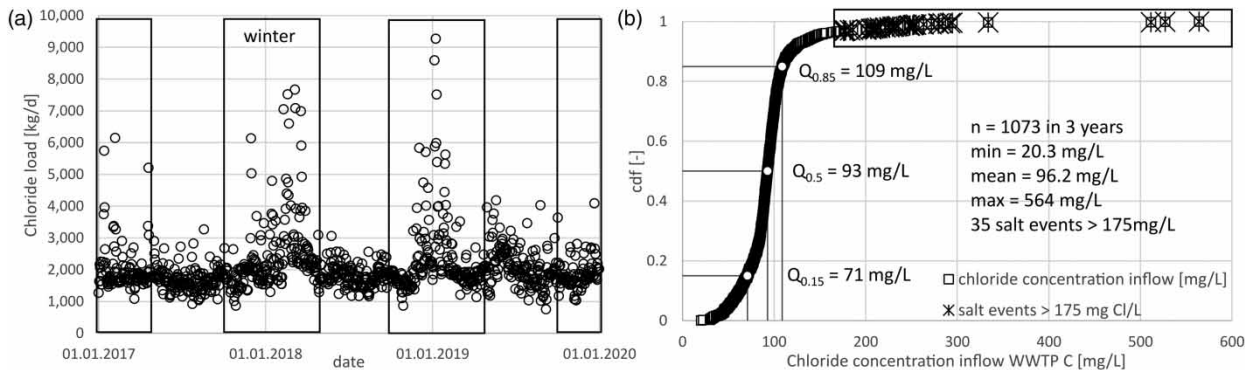 (a)
10,000
9,000
8,000
7,000
6,000
5,000
4,000
3,000
2,000
1,000
0
Chloride load [kg/d]
winter
01.01.2017
01.01.2018
01.01.2019
01.01.2020
date
(b)
1
0.8
0.6
0.4
0.2
0
cdf [-]
Q0.85 = 109 mg/L
Q0.5 = 93 mg/L
Q0.15 = 71 mg/L
n = 1073 in 3 years
min = 20.3 mg/L
mean = 96.2 mg/L
max = 564 mg/L
35 salt events > 175mg/L
chloride concentration inflow [mg/L]
salt events > 175 mg Cl/L
0
100
200
300
400
500
600
Chloride concentration inflow WWTP C [mg/L]